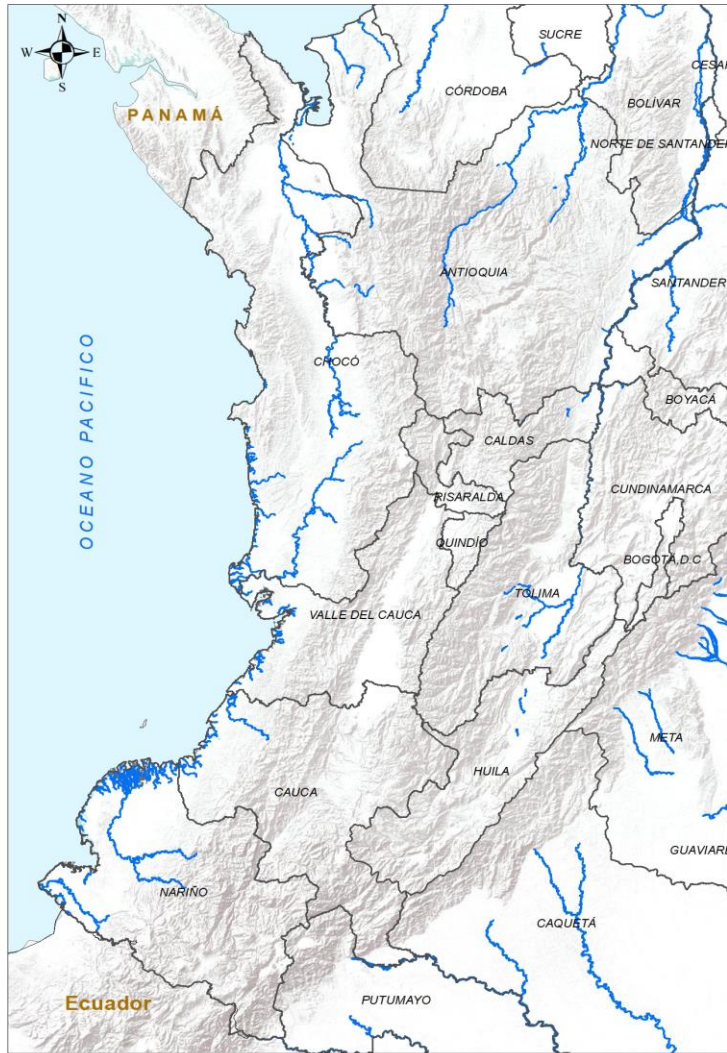 N
W E
S
PANAMÁ
SUCRE
CÓRDOBA
BOLÍVAR
NORTE DE SANTANDER
ANTIOQUIA
SANTANDER
CHOCÓ
BOYACÁ
CALDAS
CUNDINAMARCA
RISARALDA
QUINDÍO
BOGOTÁ,D.C
TOLIMA
VALLE DEL CAUCA
OCEANO PACIFICO
META
HUILA
CAUCA
GUAVIARE
NARIÑO
CAQUETÁ
PUTUMAYO
Ecuador